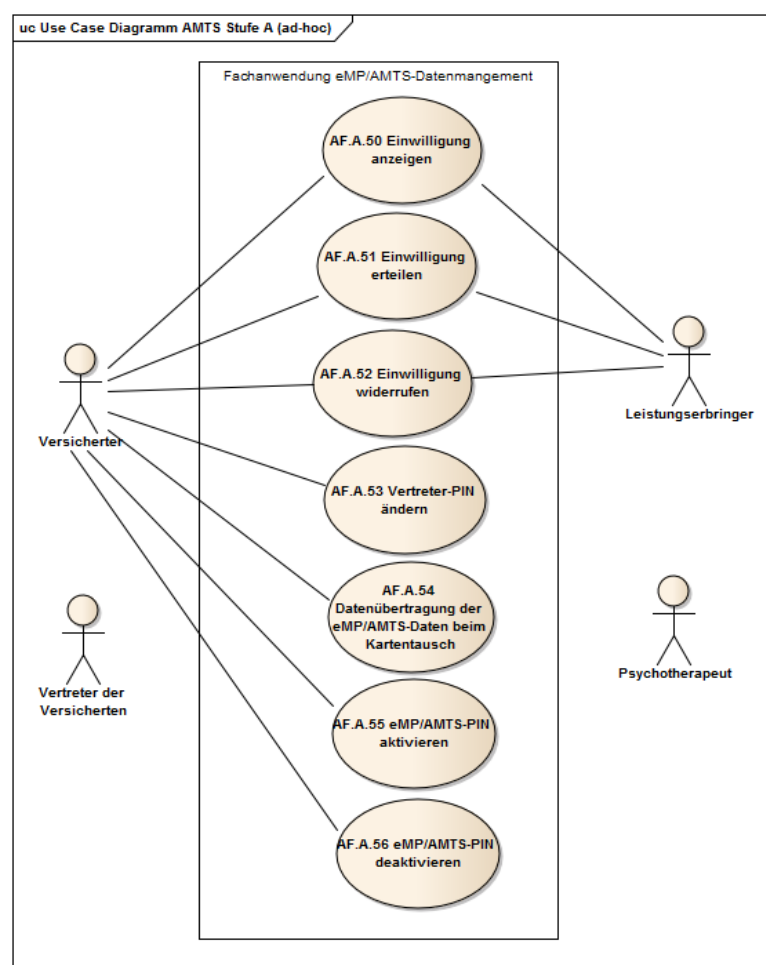 uc Use Case Diagramm AMTS Stufe A (ad-hoc)
Fachanwendung eMP/AMTS-Datenmangement
AF.A.50 Einwilligung
anzeigen
AF.A.51 Einwilligung
erteilen
AF.A.52 Einwilligung
widerrufen
Versicherter
Leistungserbringer
AF.A.53 Vertreter-PIN
ändern
AF.A.54
Datenübertragung der
eMP/AMTS-Daten beim
Kartentausch
Vertreter der
Versicherten
Psychotherapeut
AF.A.55 eMP/AMTS-PIN
aktivieren
AF.A.56 eMP/AMTS-PIN
deaktivieren